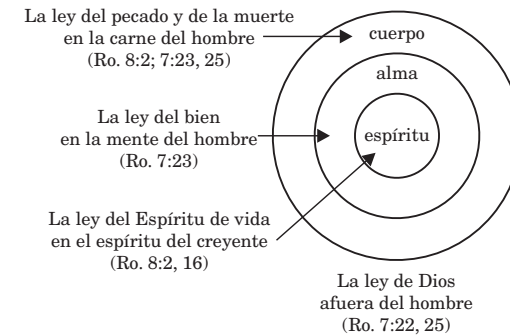 La ley del pecado y de la muerte
en la carne del hombre
(Ro. 8:2; 7:23, 25)
cuerpo
alma
La ley del bien
en la mente del hombre
(Ro. 7:23)
espíritu
La ley del Espíritu de vida
en el espíritu del creyente
(Ro. 8:2, 16)
La ley de Dios
afuera del hombre
(Ro. 7:22, 25)